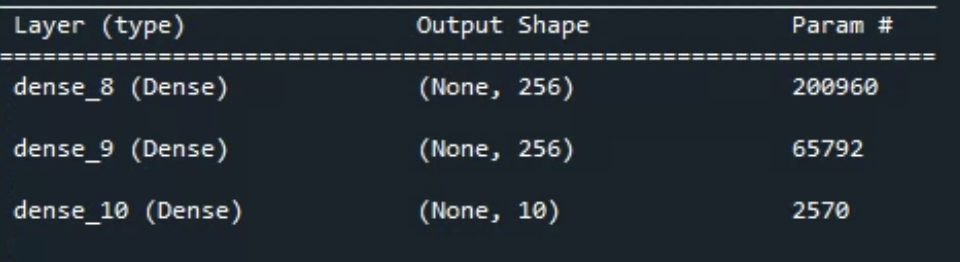 Layer (type) Output Shape Param #
=================================================================
dense_8 (Dense) (None, 256) 200960
dense_9 (Dense) (None, 256) 65792
dense_10 (Dense) (None, 10) 2570